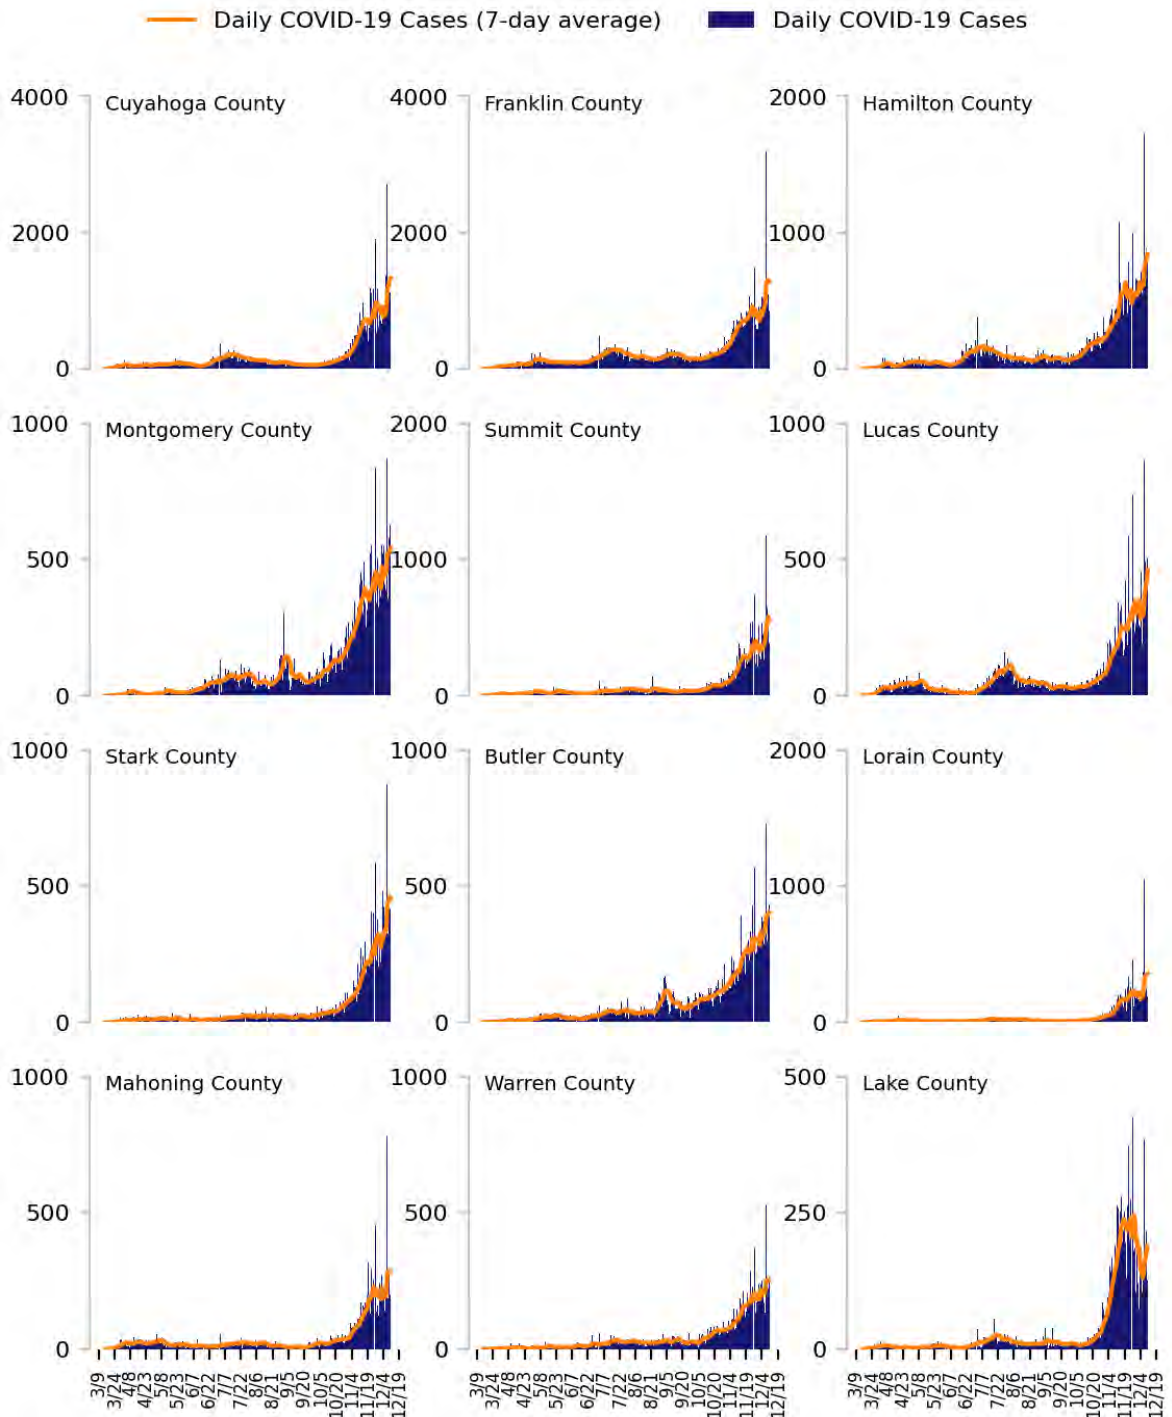 Daily COVID-19 Cases (7-day average) Daily COVID-19 Cases
4000 Cuyahoga County 4000 Franklin County 2000 Hamilton County
2000 2000 1000
0 0 0
1000 Montgomery County 2000 Summit County 1000 Lucas County
500 1000 500
0 0 0
1000 Stark County 1000 Butler County 2000 Lorain County
500 500 1000
0 0 0
1000 Mahoning County 1000 Warren County 500 Lake County
500 500 250
0 0 0
3/9 3/24 4/8 4/23 5/8 5/23 6/7 6/22 7/7 7/22 8/6 8/21 9/5 9/20 10/5 10/20 11/4 11/19 12/4 12/19 3/9 3/24 4/8 4/23 5/8 5/23 6/7 6/22 7/7 7/22 8/6 8/21 9/5 9/20 10/5 10/20 11/4 11/19 12/4 12/19 3/9 3/24 4/8 4/23 5/8 5/23 6/7 6/22 7/7 7/22 8/6 8/21 9/5 9/20 10/5 10/20 11/4 11/19 12/4 12/19